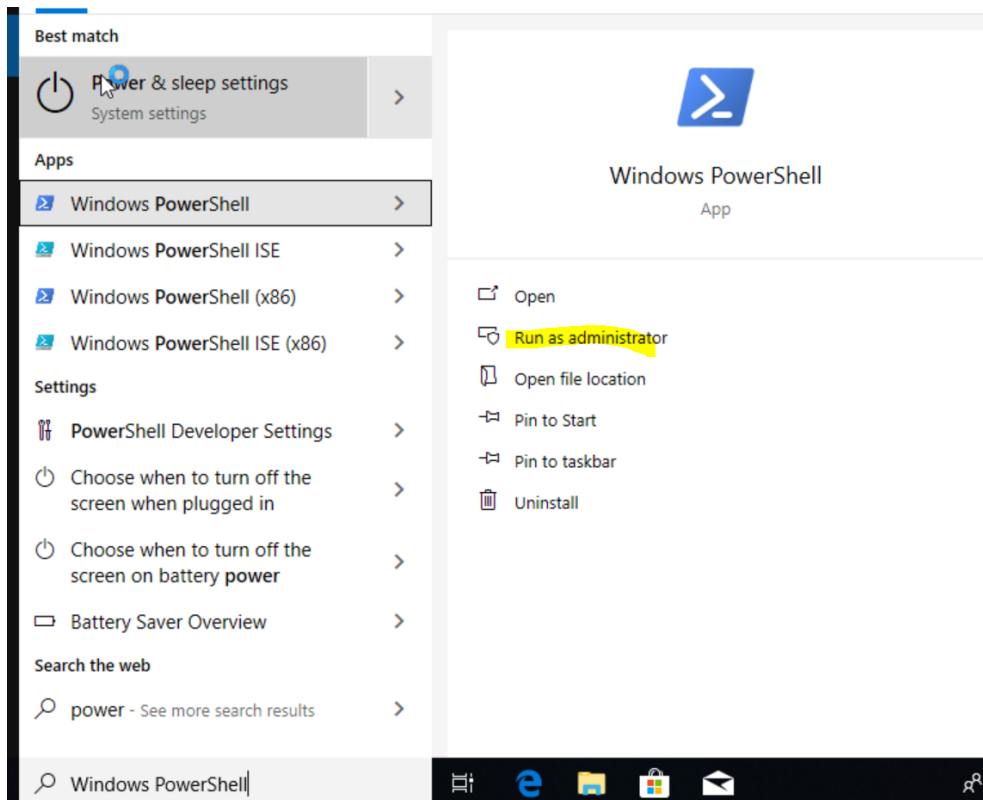 Best match
Power & sleep settings
System settings
Apps
Windows PowerShell
Windows PowerShell ISE
Windows PowerShell (x86)
Windows PowerShell ISE (x86)
Settings
PowerShell Developer Settings
Choose when to turn off the
screen when plugged in
Choose when to turn off the
screen on battery power
Battery Saver Overview
Search the web
power - See more search results
Windows PowerShell
Windows PowerShell
App
Open
Run as administrator
Open file location
Pin to Start
Pin to taskbar
Uninstall